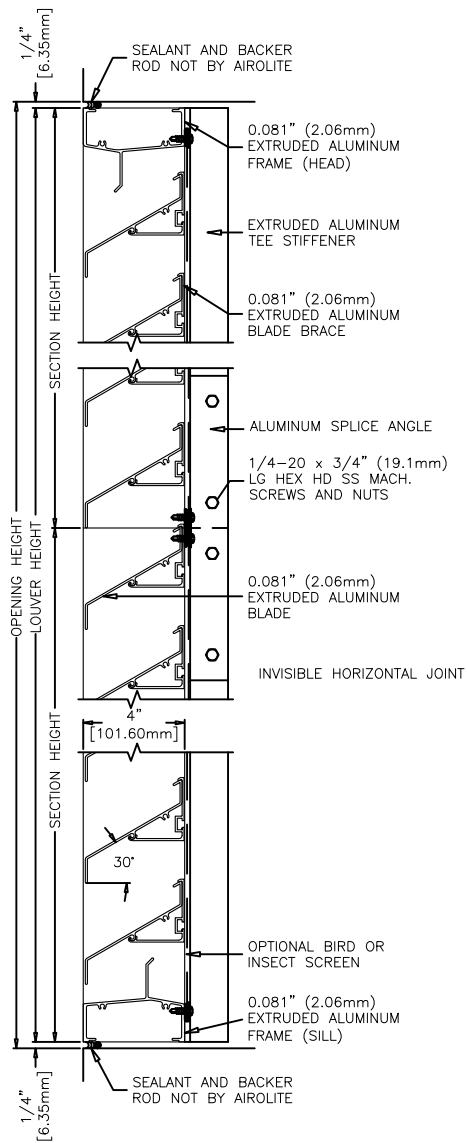 1/4"
[6.35mm]
SEALANT AND BACKER
ROD NOT BY AIROLITE
0.081" (2.06mm)
EXTRUDED ALUMINUM
FRAME (HEAD)
EXTRUDED ALUMINUM
TEE STIFFENER
0.081" (2.06mm)
EXTRUDED ALUMINUM
BLADE BRACE
SECTION HEIGHT
ALUMINUM SPLICE ANGLE
1/4-20 x 3/4" (19.1mm)
LG HEX HD SS MACH.
SCREWS AND NUTS
OPENING HEIGHT
LOUVER HEIGHT
0.081" (2.06mm)
EXTRUDED ALUMINUM
BLADE
INVISIBLE HORIZONTAL JOINT
4"
[101.60mm]
SECTION HEIGHT
30°
OPTIONAL BIRD OR
INSECT SCREEN
0.081" (2.06mm)
EXTRUDED ALUMINUM
FRAME (SILL)
SEALANT AND BACKER
ROD NOT BY AIROLITE
1/4"
[6.35mm]